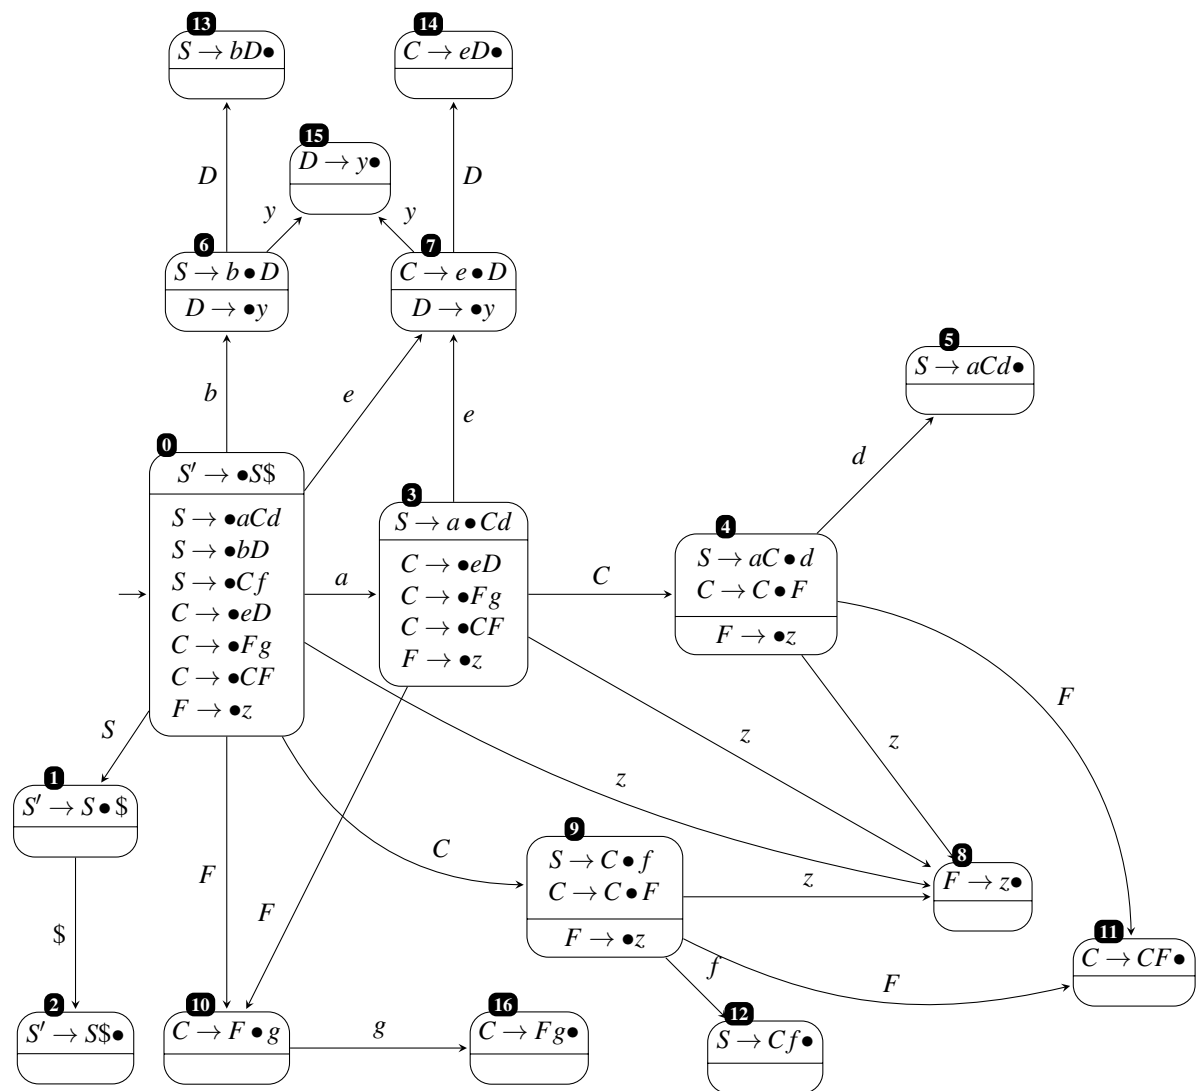 13
S → bD●
14
C → eD●
15
D → y●
D
D
y
y
6
S → b ● D
D → ●y
7
C → e ● D
D → ●y
5
S → aCd●
b
e
e
d
0
S′ → ●S$
S → ●aCd
S → ●bD
S → ●Cf
C → ●eD
C → ●Fg
C → ●CF
F → ●z
a
3
S → a ● Cd
C → ●eD
C → ●Fg
C → ●CF
F → ●z
C
4
S → aC ● d
C → C ● F
F → ●z
F
S
z
z
z
1
S′ → S ● $
F
C
F
9
S → C ● f
C → C ● F
F → ●z
z
8
F → z●
$
f
F
11
C → CF●
2
S′ → S$●
10
C → F ● g
g
16
C → Fg●
12
S → Cf●